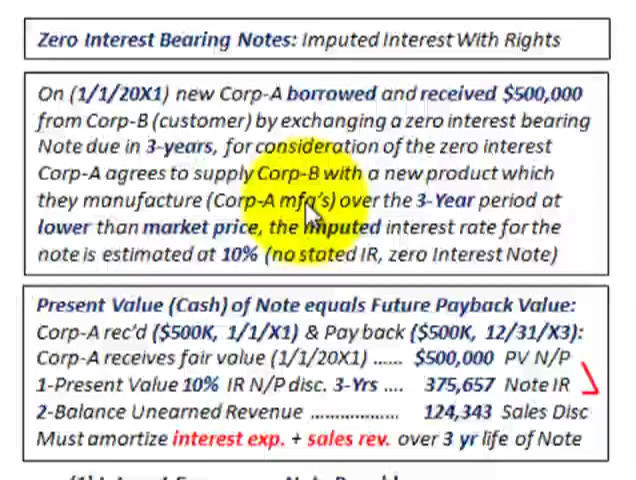 Zero Interest Bearing Notes: Imputed Interest With Rights
On (1/1/20X1) new Corp-A borrowed and received $500,000
from Corp-B (customer) by exchanging a zero interest bearing
Note due in 3-years, for consideration of the zero interest
Corp-A agrees to supply Corp-B with a new product which
they manufacture (Corp-A mfg's) over the 3-Year period at
lower than market price, the imputed interest rate for the
note is estimated at 10% (no stated IR, zero Interest Note)
Present Value (Cash) of Note equals Future Payback Value:
Corp-A rec'd ($500K, 1/1/X1) & Pay back ($500K, 12/31/X3):
Corp-A receives fair value (1/1/20X1) ...... $500,000 PV N/P
1-Present Value 10% IR N/P disc. 3-Yrs .... 375,657 Note IR
2-Balance Unearned Revenue ................... 124,343 Sales Disc
Must amortize interest exp. + sales rev. over 3 yr life of Note